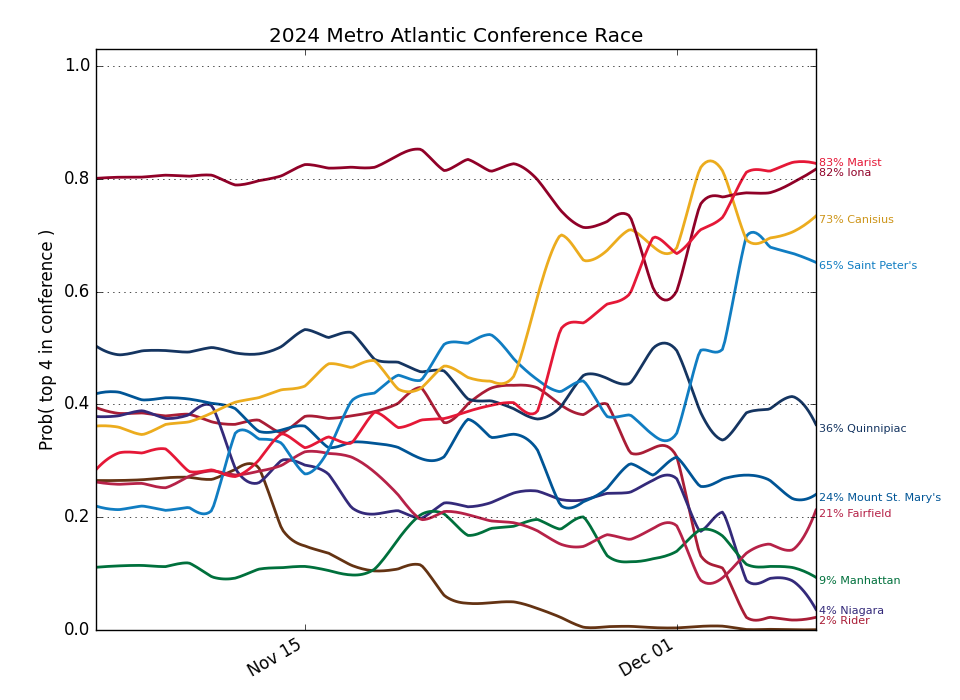 2024 Metro Atlantic Conference Race
Prob( top 4 in conference )
1.0
0.8
0.6
0.4
0.2
0.0
Nov 15
Dec 01
83% Marist
82% Iona
73% Canisius
65% Saint Peter's
36% Quinnipiac
24% Mount St. Mary's
21% Fairfield
9% Manhattan
4% Niagara
2% Rider